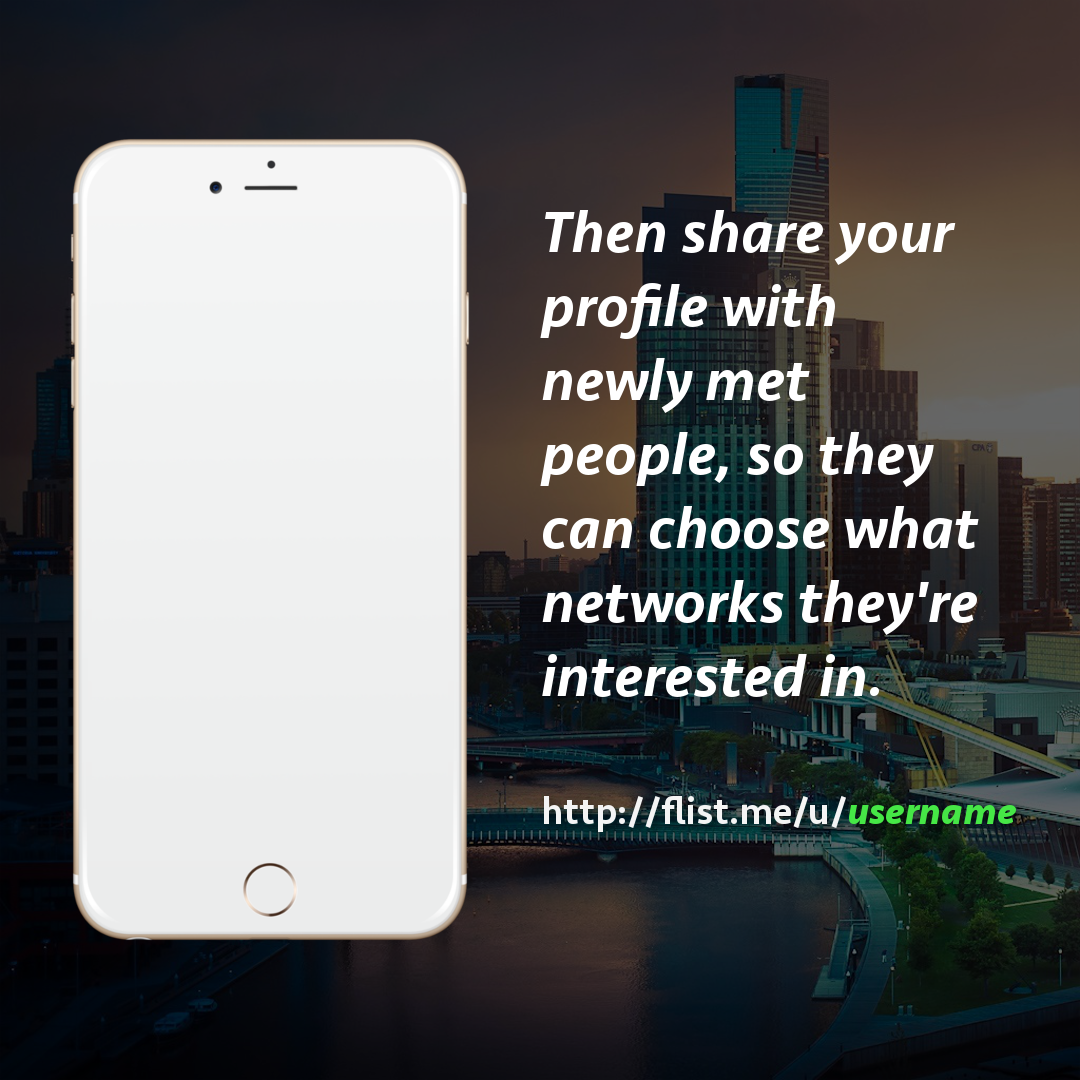 Then share your
profile with
newly met
people, so they
can choose what
networks they're
interested in.
http://flist.me/u/username